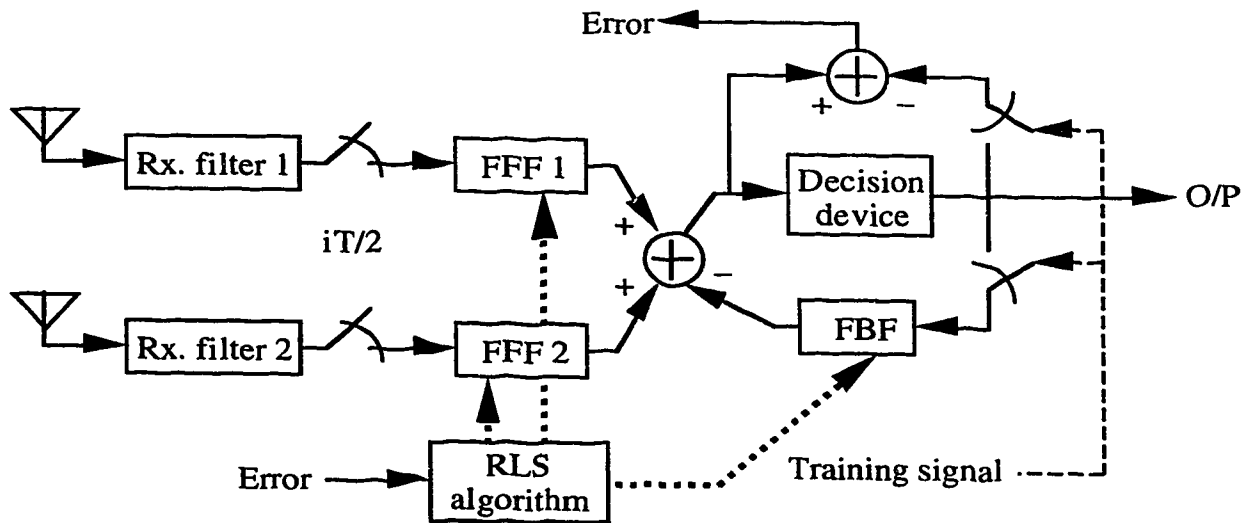 Error
+
−
Rx. filter 1
FFF 1
Decision
device
O/P
iT/2
+
+
−
Rx. filter 2
FFF 2
FBF
Error
RLS
algorithm
Training signal